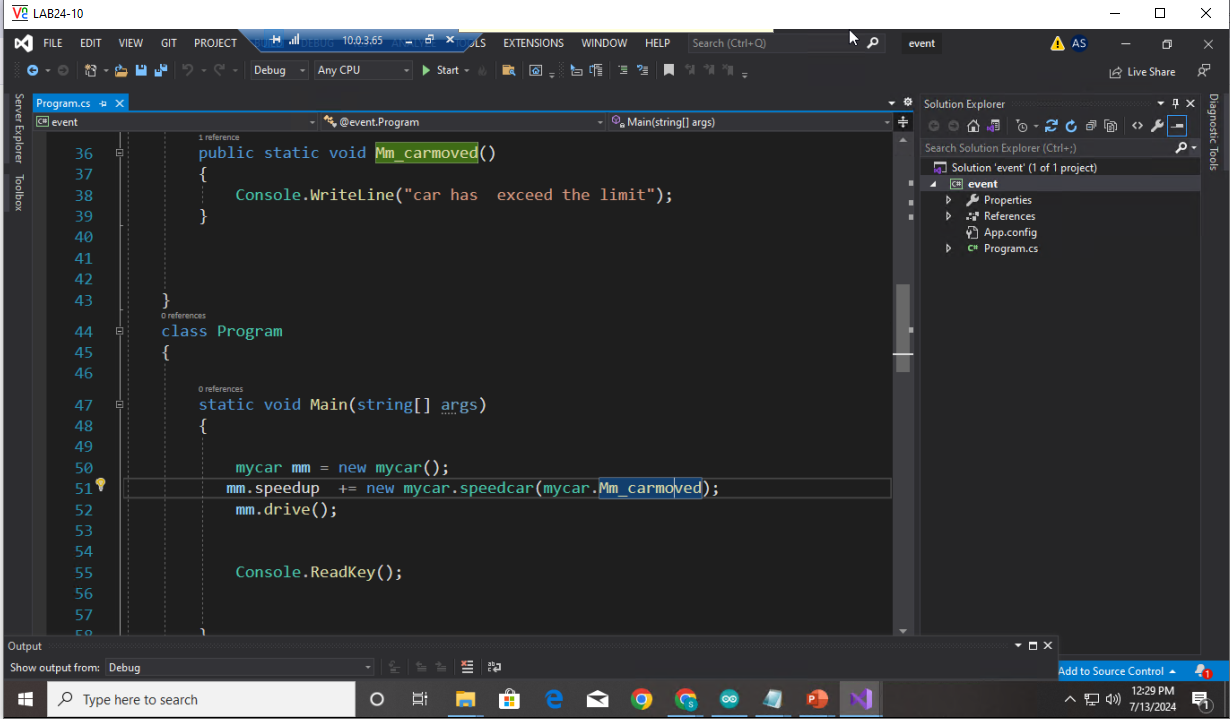 LAB24-10
FILE EDIT VIEW GIT PROJECT 10.0.3.65 EXTENSIONS WINDOW HELP Search (Ctrl+Q) event AS
Debug Any CPU Start Live Share
Server Explorer
Toolbox
Program.cs
event @event.Program Main(string[] args)
1 reference
36 public static void Mm_carmoved()
37 {
38 Console.WriteLine("car has  exceed the limit");
39 }
40
41
42
43 }
0 references
44 class Program
45 {
46
0 references
47 static void Main(string[] args)
48 {
49
50 mycar mm = new mycar();
51 mm.speedup  += new mycar.speedcar(mycar.Mm_carmoved);
52 mm.drive();
53
54
55 Console.ReadKey();
56
57
58 }
Solution Explorer
Search Solution Explorer (Ctrl+;)
Solution 'event' (1 of 1 project)
C# event
Properties
References
App.config
C# Program.cs
Diagnostic Tools
Output
Show output from: Debug
Add to Source Control 1
Type here to search
12:29 PM
7/13/2024
1